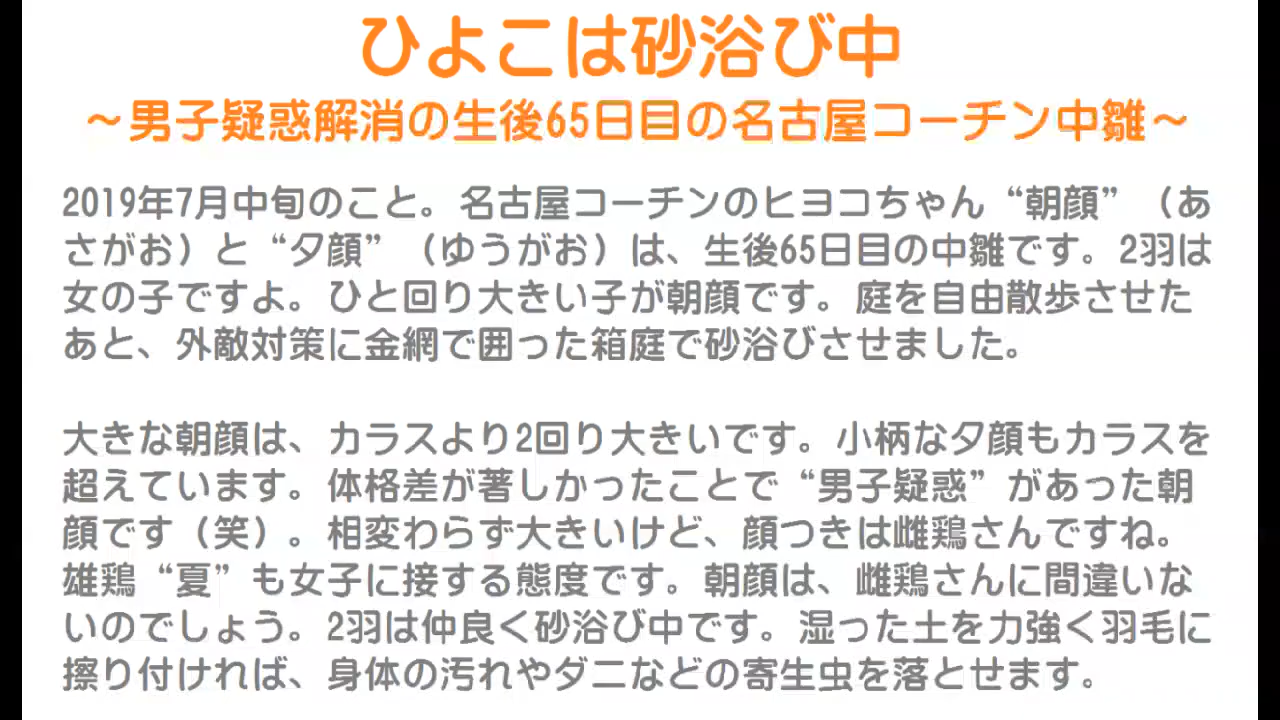 ひよこは砂浴び中
～男子疑惑解消の生後65日目の名古屋コーチン中雛～
2019年7月中旬のこと。名古屋コーチンのヒヨコちゃん“朝顔”（あ
さがお）と“夕顔”（ゆうがお）は、生後65日目の中雛です。2羽は
女の子ですよ。ひと回り大きい子が朝顔です。庭を自由散歩させた
あと、外敵対策に金網で囲った箱庭で砂浴びさせました。
大きな朝顔は、カラスより2回り大きいです。小柄な夕顔もカラスを
超えています。体格差が著しかったことで“男子疑惑”があった朝
顔です（笑）。相変わらず大きいけど、顔つきは雌鶏さんですね。
雄鶏“夏”も女子に接する態度です。朝顔は、雌鶏さんに間違いな
いのでしょう。2羽は仲良く砂浴び中です。湿った土を力強く羽毛に
擦り付ければ、身体の汚れやダニなどの寄生虫を落とせます。